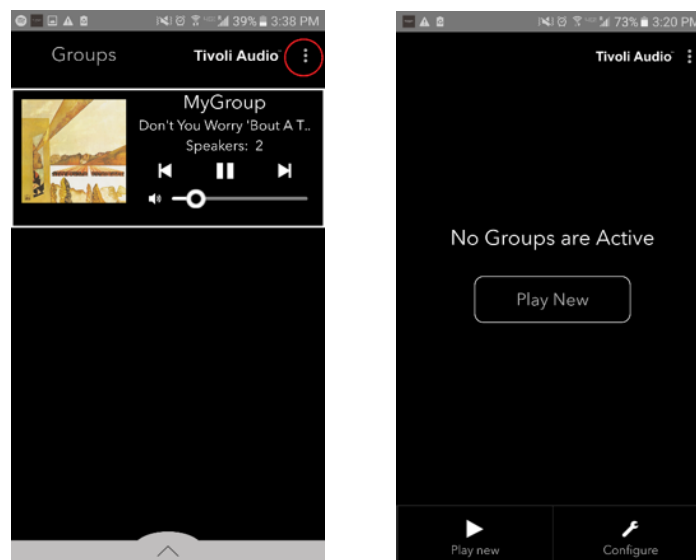 39% 3:38 PM
Groups
Tivoli Audio
MyGroup
Don't You Worry 'Bout A T..
Speakers: 2
73% 3:20 PM
Tivoli Audio
No Groups are Active
Play New
Play new
Configure